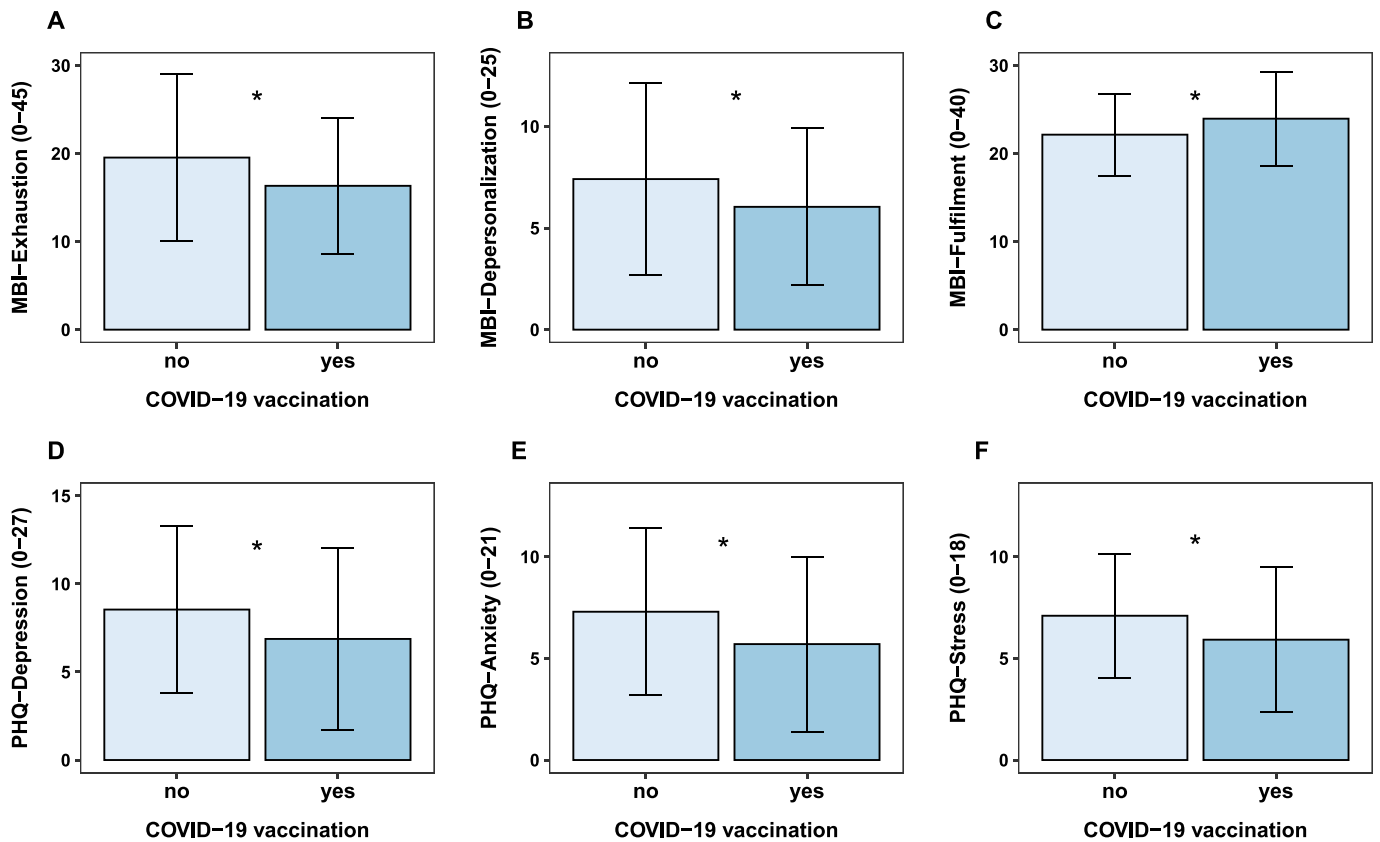 A
MBI−Exhaustion (0−45)
30
20
10
0
*
no
yes
COVID−19 vaccination
B
MBI−Depersonalization (0−25)
10
5
0
*
no
yes
COVID−19 vaccination
C
MBI−Fulfilment (0−40)
30
20
10
0
*
no
yes
COVID−19 vaccination
D
PHQ−Depression (0−27)
15
10
5
0
*
no
yes
COVID−19 vaccination
E
PHQ−Anxiety (0−21)
10
5
0
*
no
yes
COVID−19 vaccination
F
PHQ−Stress (0−18)
10
5
0
*
no
yes
COVID−19 vaccination